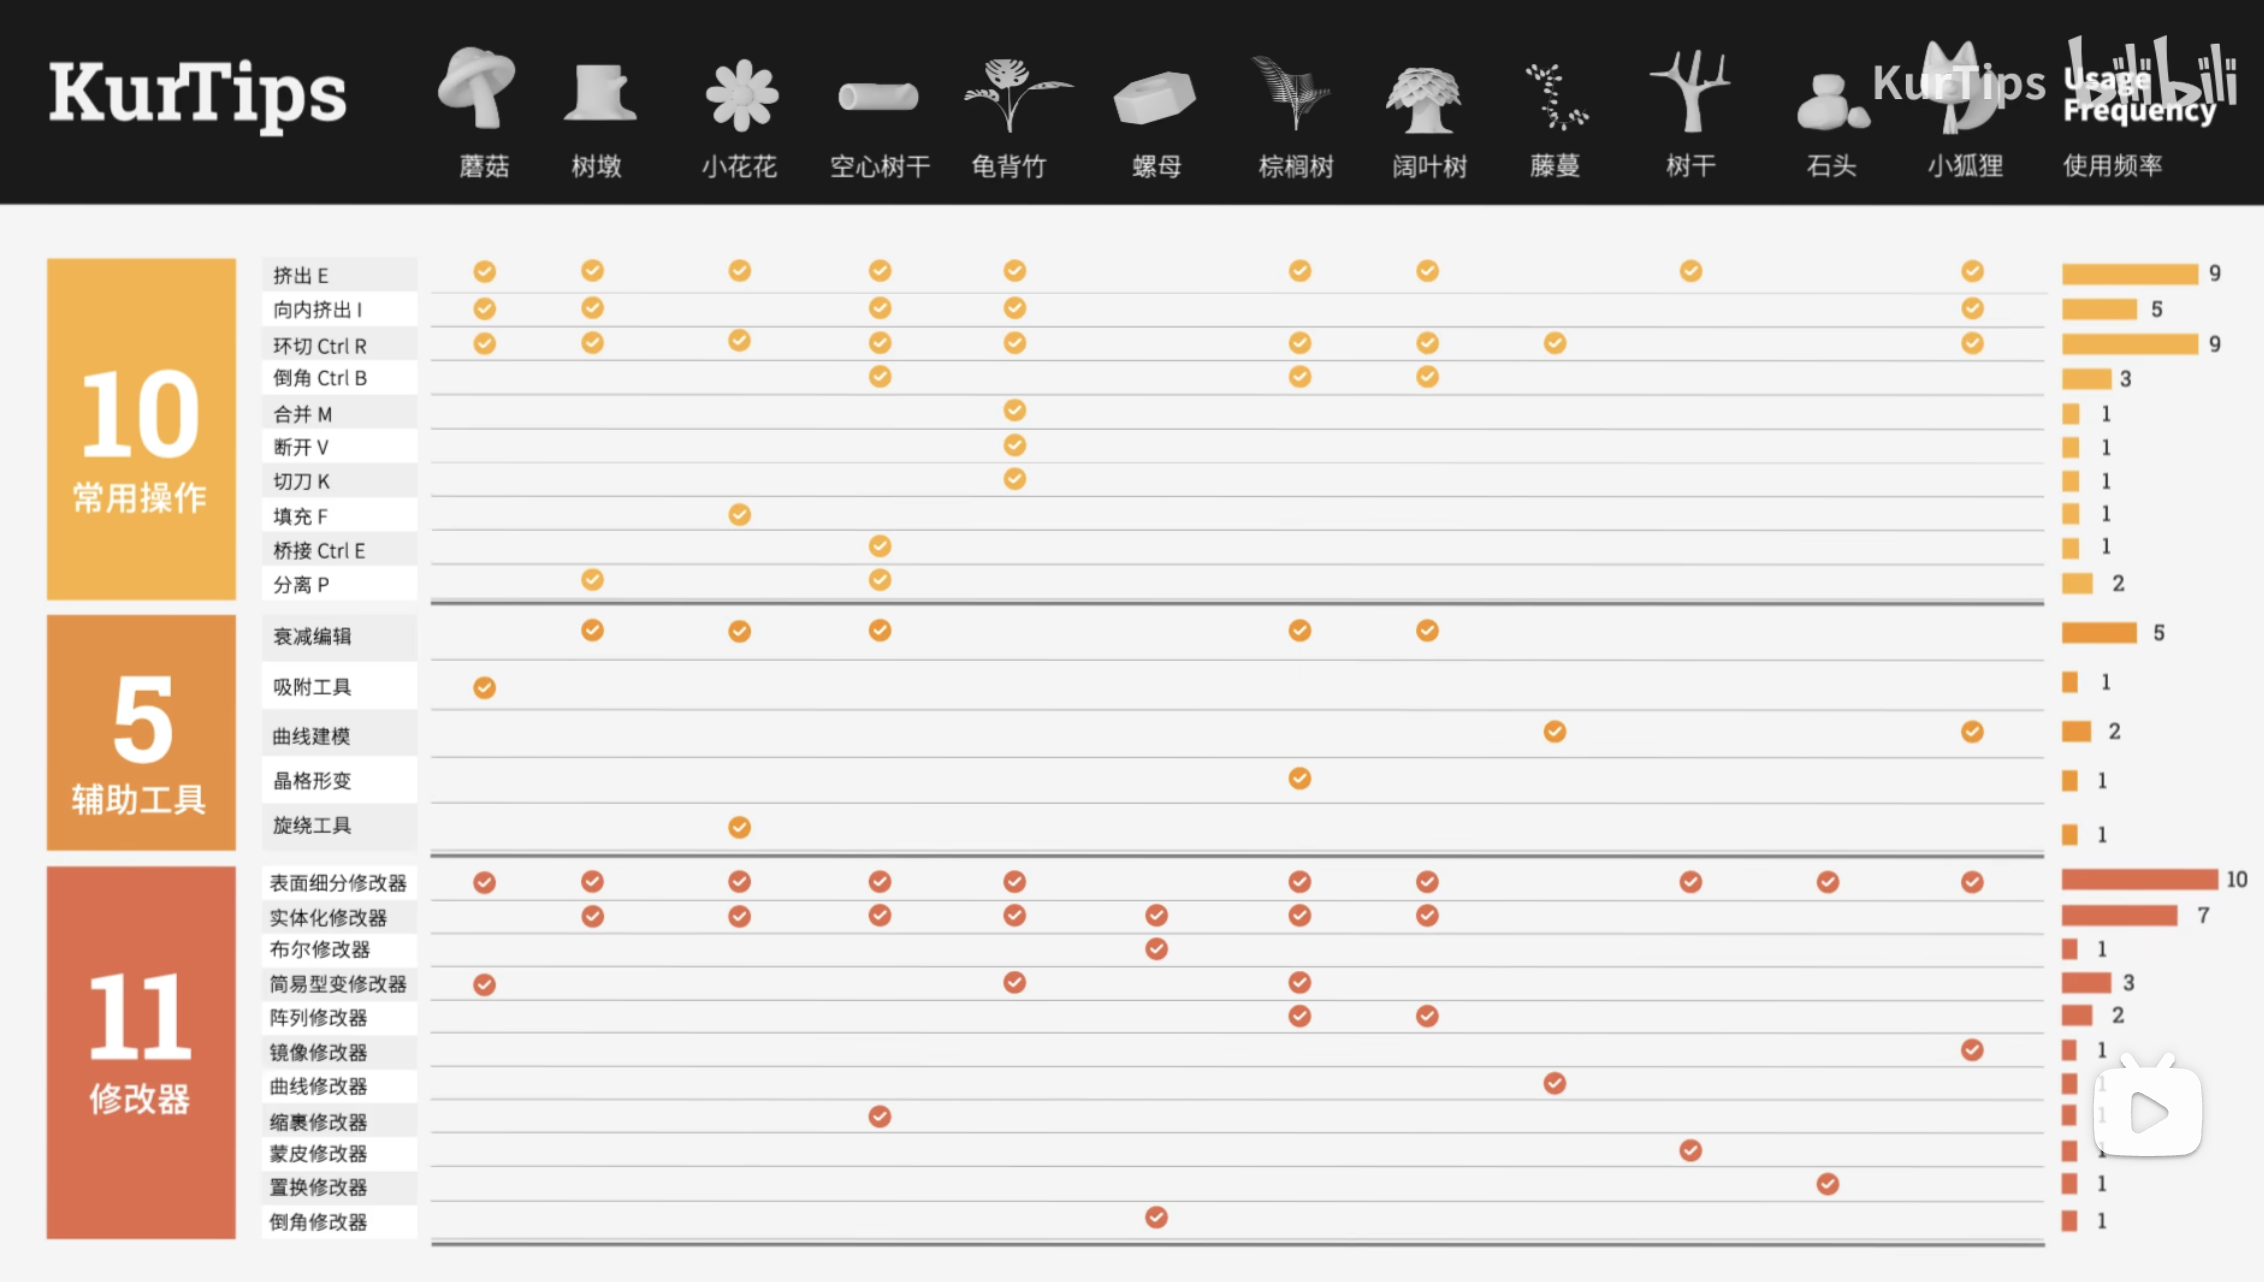 KurTips
KurTips
bilibili
Usage
Frequency
蘑菇 树墩 小花花 空心树干 龟背竹 螺母 棕榈树 阔叶树 藤蔓 树干 石头 小狐狸 使用频率
10
常用操作
挤出 E 9
向内挤出 I 5
环切 Ctrl R 9
倒角 Ctrl B 3
合并 M 1
断开 V 1
切刀 K 1
填充 F 1
桥接 Ctrl E 1
分离 P 2
5
辅助工具
衰减编辑 5
吸附工具 1
曲线建模 2
晶格形变 1
旋绕工具 1
11
修改器
表面细分修改器 10
实体化修改器 7
布尔修改器 1
简易型变修改器 3
阵列修改器 2
镜像修改器 1
曲线修改器 1
缩裹修改器 1
蒙皮修改器 1
置换修改器 1
倒角修改器 1